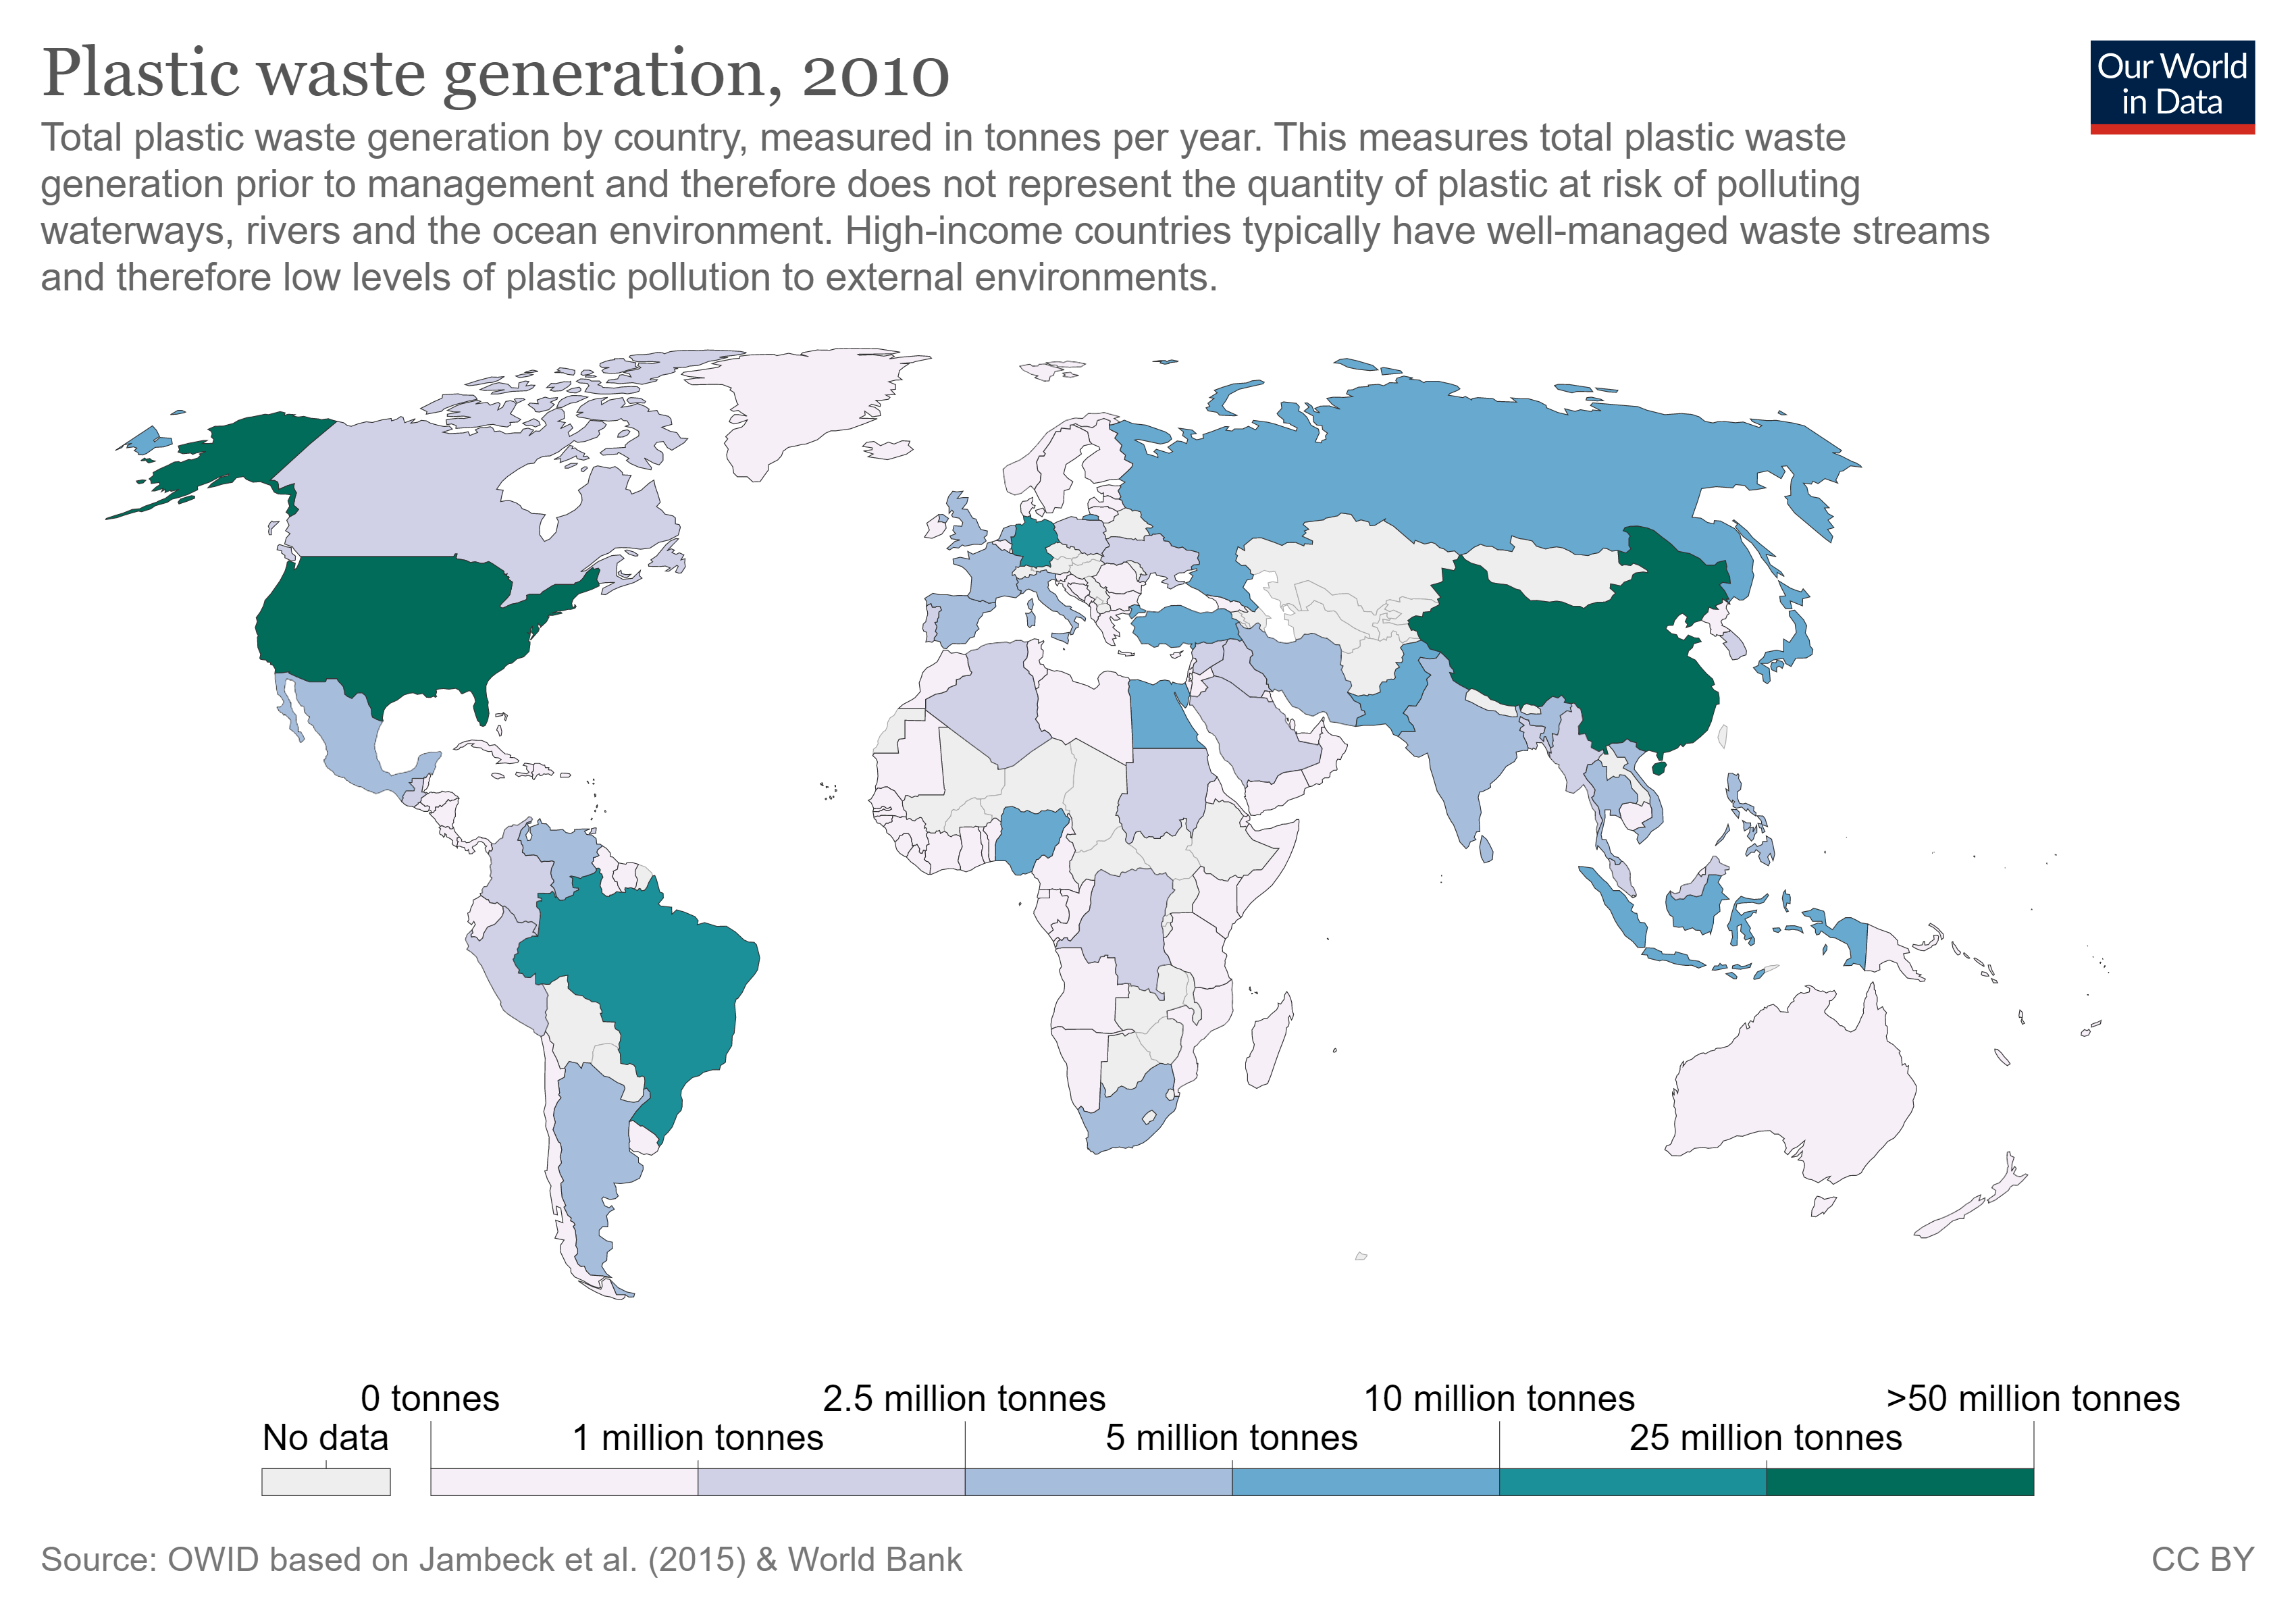 Plastic waste generation, 2010
Our World
in Data
Total plastic waste generation by country, measured in tonnes per year. This measures total plastic waste
generation prior to management and therefore does not represent the quantity of plastic at risk of polluting
waterways, rivers and the ocean environment. High-income countries typically have well-managed waste streams
and therefore low levels of plastic pollution to external environments.
0 tonnes
2.5 million tonnes
10 million tonnes
>50 million tonnes
No data
1 million tonnes
5 million tonnes
25 million tonnes
Source: OWID based on Jambeck et al. (2015) & World Bank
CC BY